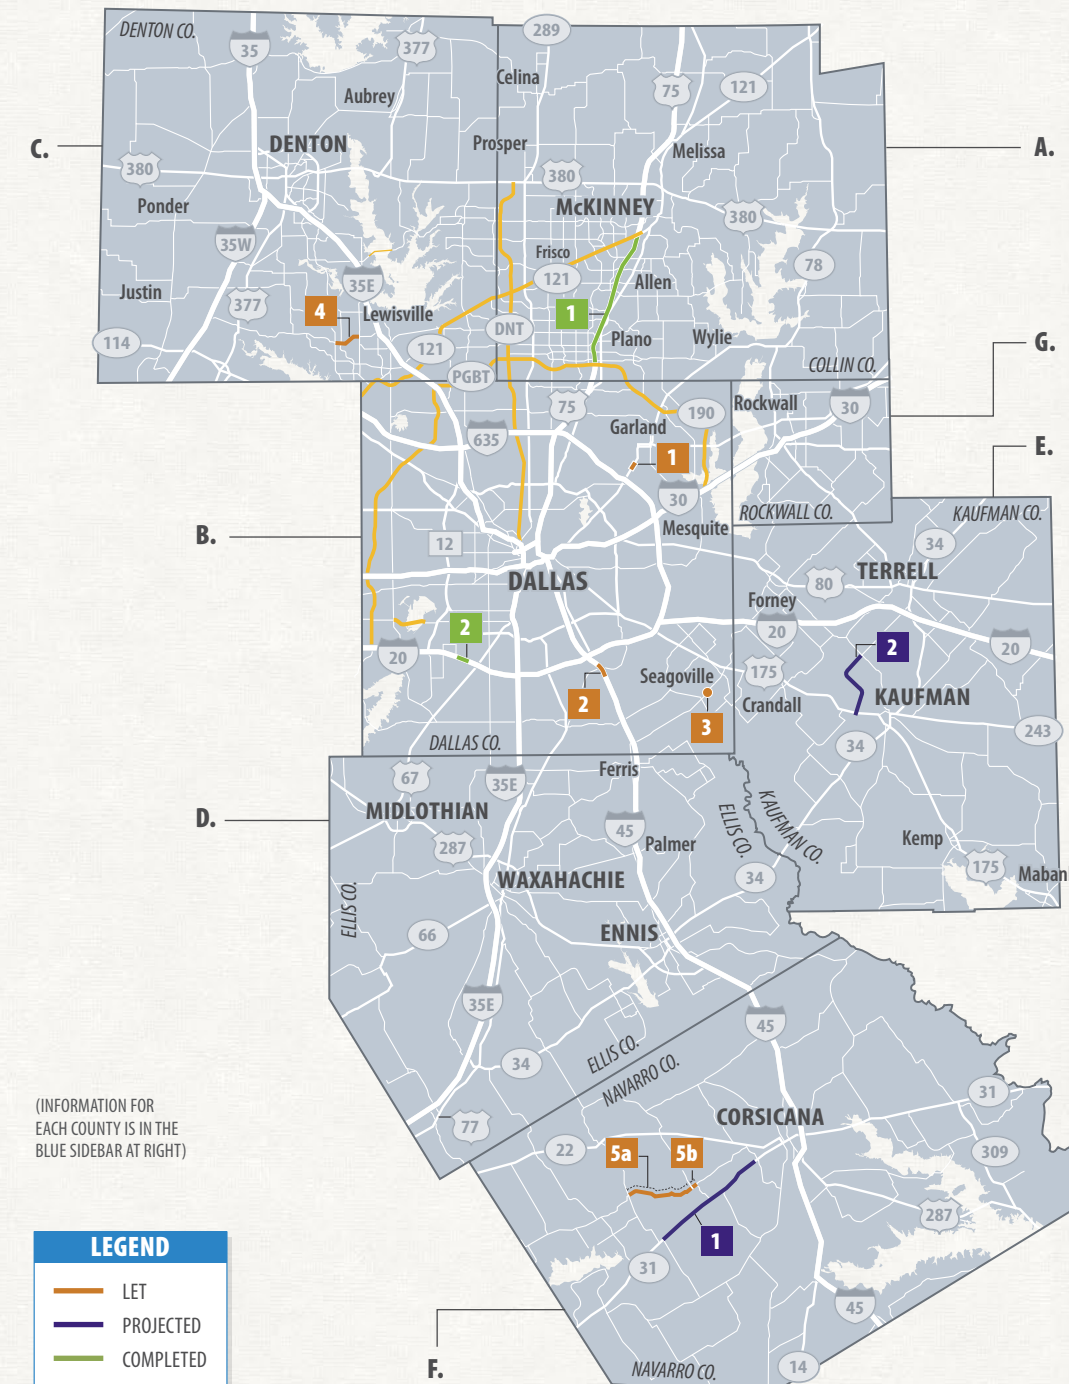 DENTON CO.
289
35
377
Celina
75
121
Aubrey
C.
DENTON
Prosper
Melissa
A.
380
380
Ponder
McKINNEY
380
35W
Frisco
78
121
35E
Allen
Justin
377
4
Lewisville
1
DNT
Plano
Wylie
114
121
G.
COLLIN CO.
PGBT
75
190
Rockwall
30
635
Garland
1
E.
30
ROCKWALL CO.
KAUFMAN CO.
Mesquite
B.
12
34
DALLAS
80
TERRELL
Forney
2
20
20
2
20
Seagoville
175
KAUFMAN
2
3
Crandall
243
DALLAS CO.
34
67
35E
Ferris
MIDLOTHIAN
D.
45
ELLIS CO.
KAUFMAN CO.
287
Palmer
Kemp
175
Maban
WAXAHACHIE
34
ELLIS CO.
66
ENNIS
35E
45
ELLIS CO.
34
NAVARRO CO.
31
(INFORMATION FOR
EACH COUNTY IS IN THE
BLUE SIDEBAR AT RIGHT)
77
CORSICANA
22
5a
5b
309
287
LEGEND
1
31
LET
45
PROJECTED
COMPLETED
F.
NAVARRO CO.
14